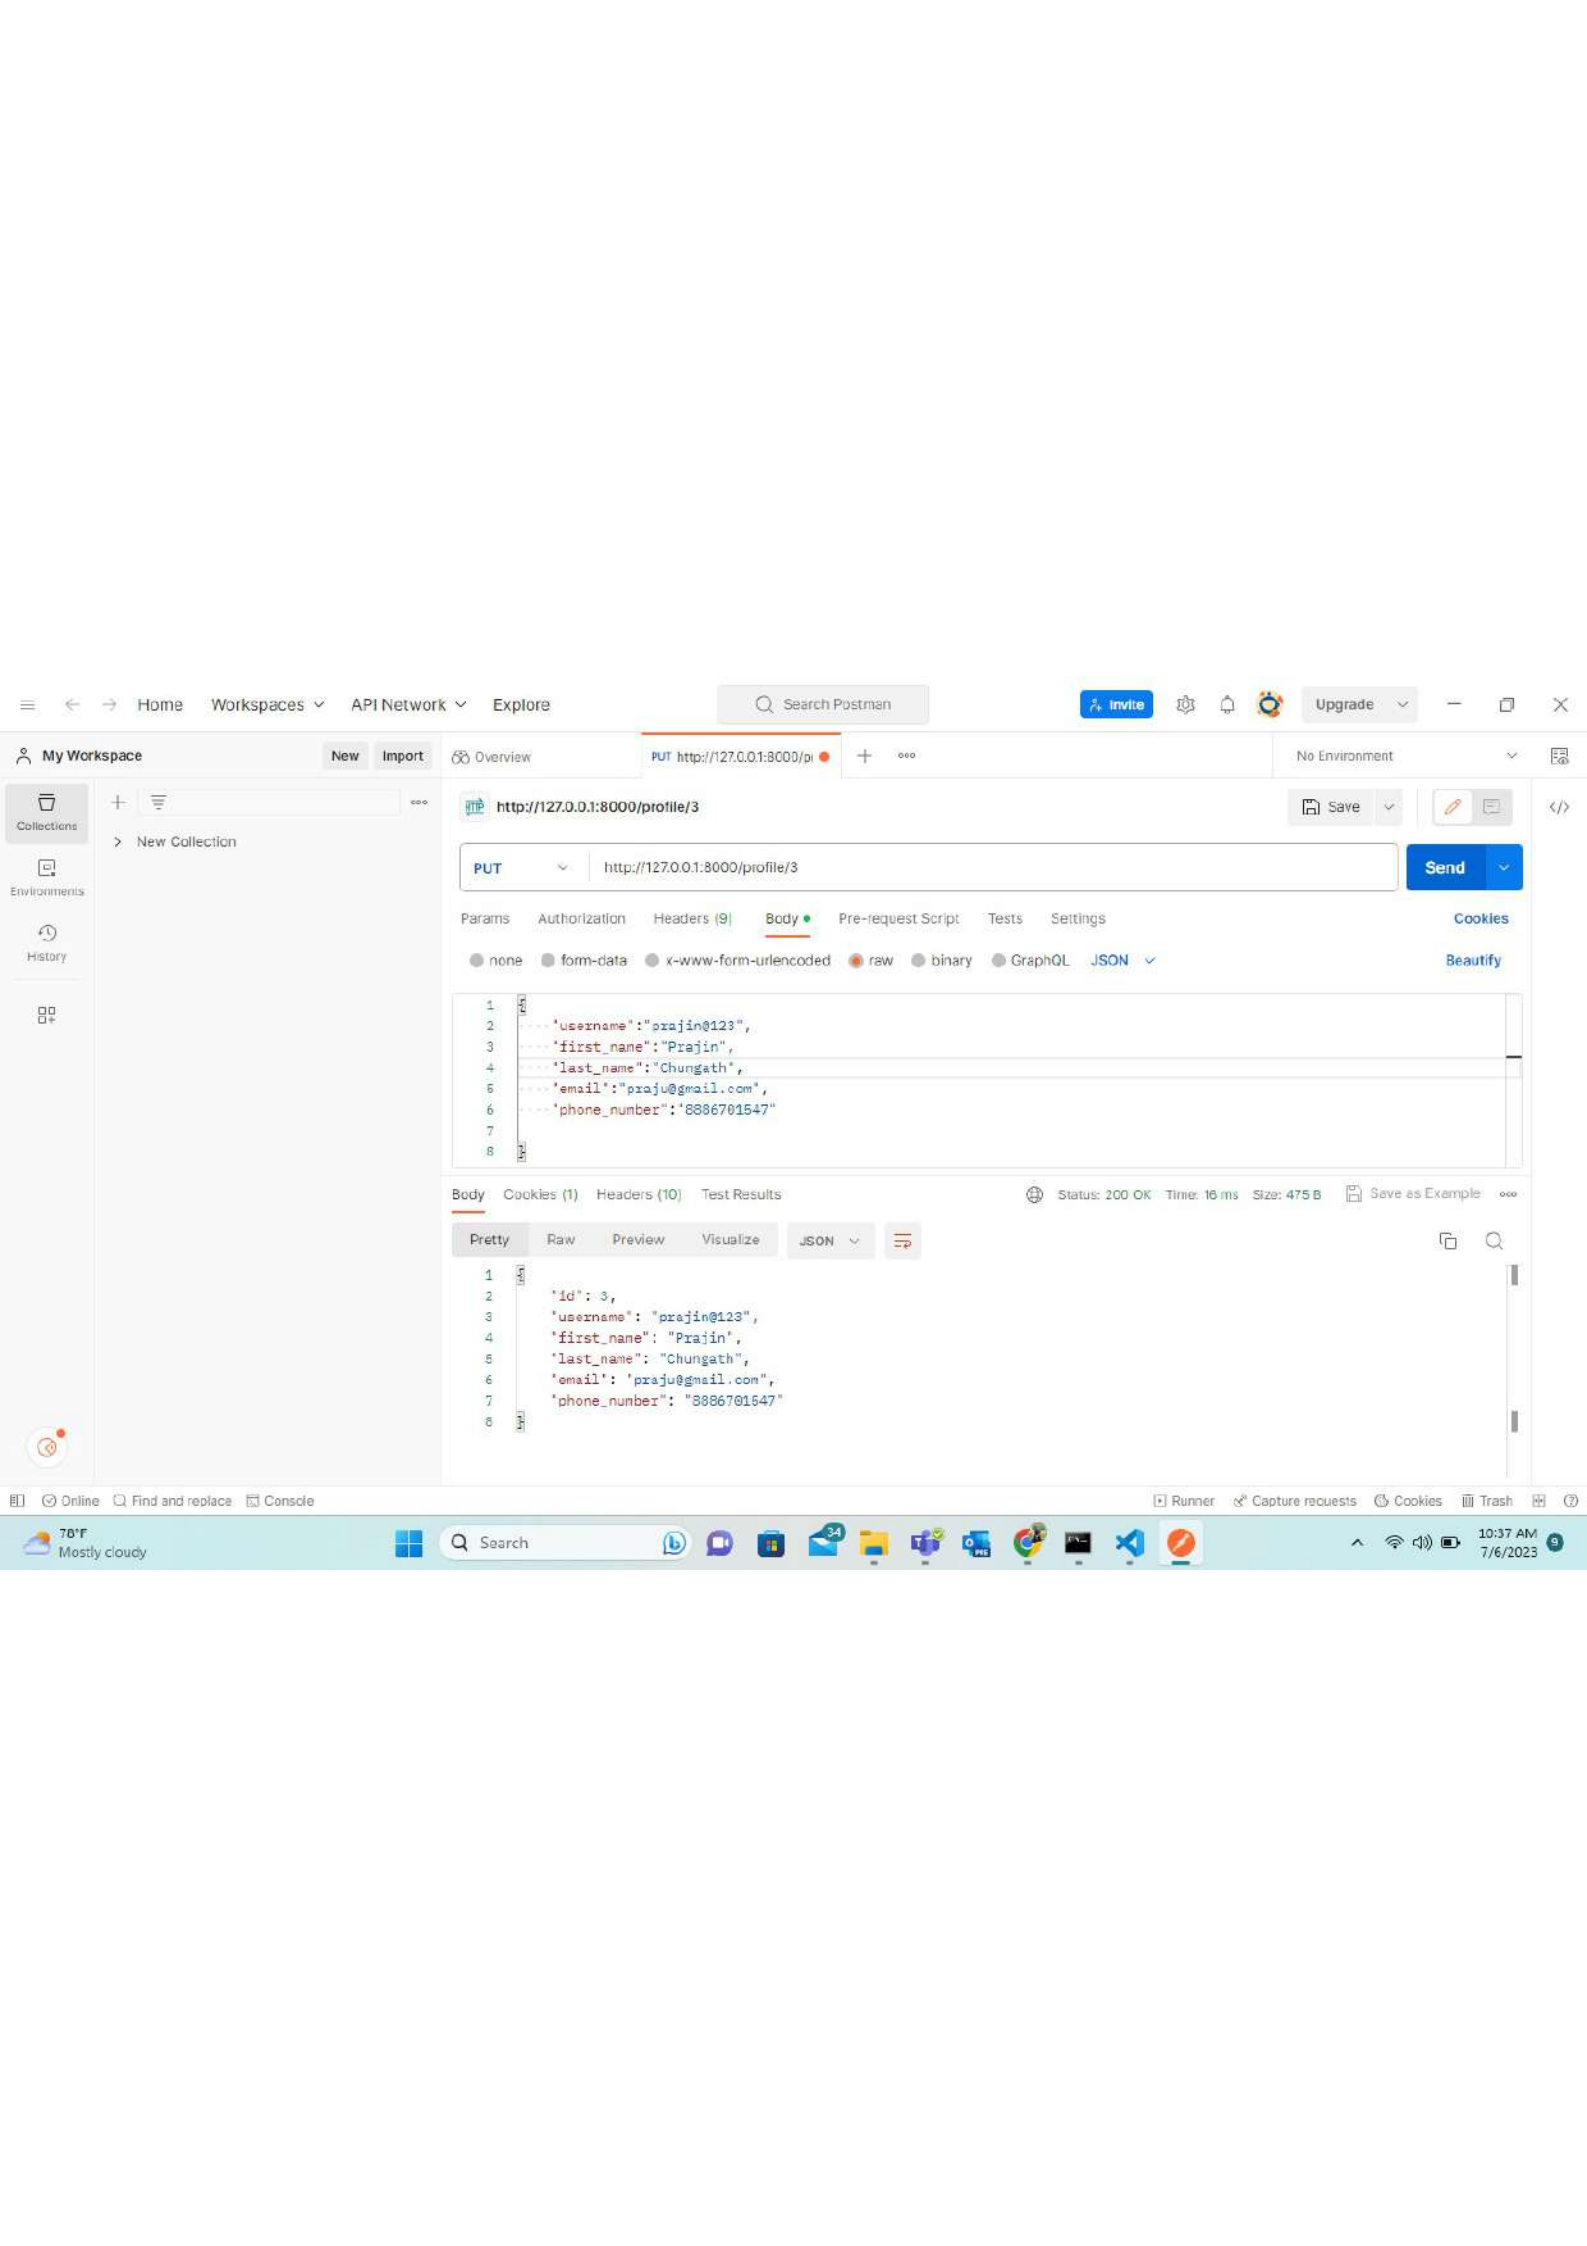 Home Workspaces API Network Explore Search Postman Invite Upgrade
My Workspace New Import Overview PUT http://127.0.0.1:8000/pr No Environment
Collections
Environments
History
New Collection
HTTP http://127.0.0.1:8000/profile/3 Save </>
PUT http://127.0.0.1:8000/profile/3 Send
Params Authorization Headers (9) Body Pre-request Script Tests Settings Cookies
none form-data x-www-form-urlencoded raw binary GraphQL JSON Beautify
1 {
2 "username":"prajin@123",
3 "first_name":"Prajin",
4 "last_name":"Chungath",
5 "email":"praju@gmail.com",
6 "phone_number":"8886701547"
7
8 }
Body Cookies (1) Headers (10) Test Results Status: 200 OK Time: 16 ms Size: 475 B Save as Example
Pretty Raw Preview Visualize JSON
1 {
2 "id": 3,
3 "username": "prajin@123",
4 "first_name": "Prajin",
5 "last_name": "Chungath",
6 "email": "praju@gmail.com",
7 "phone_number": "8886701547"
8 }
Online Find and replace Console Runner Capture requests Cookies Trash
78°F
Mostly cloudy
Search
34
10:37 AM
7/6/2023
9